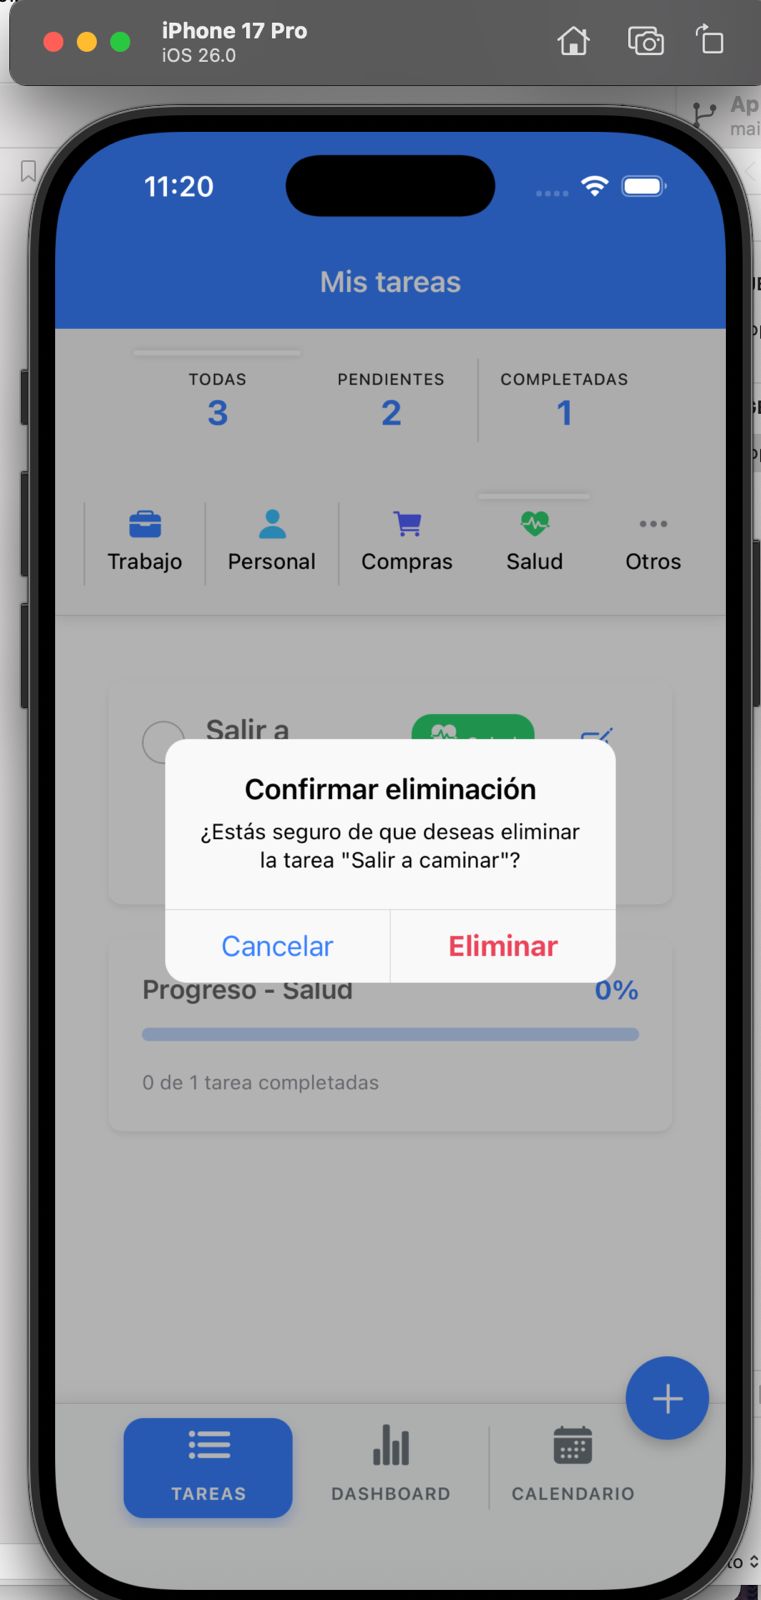 iPhone 17 Pro
iOS 26.0
Ap
mai
11:20
Mis tareas
TODAS
PENDIENTES
COMPLETADAS
3
2
1
Trabajo
Personal
Compras
Salud
Otros
Salir a
Confirmar eliminación
¿Estás seguro de que deseas eliminar
la tarea "Salir a caminar"?
Cancelar
Eliminar
Progreso - Salud
0%
0 de 1 tarea completadas
TAREAS
DASHBOARD
CALENDARIO